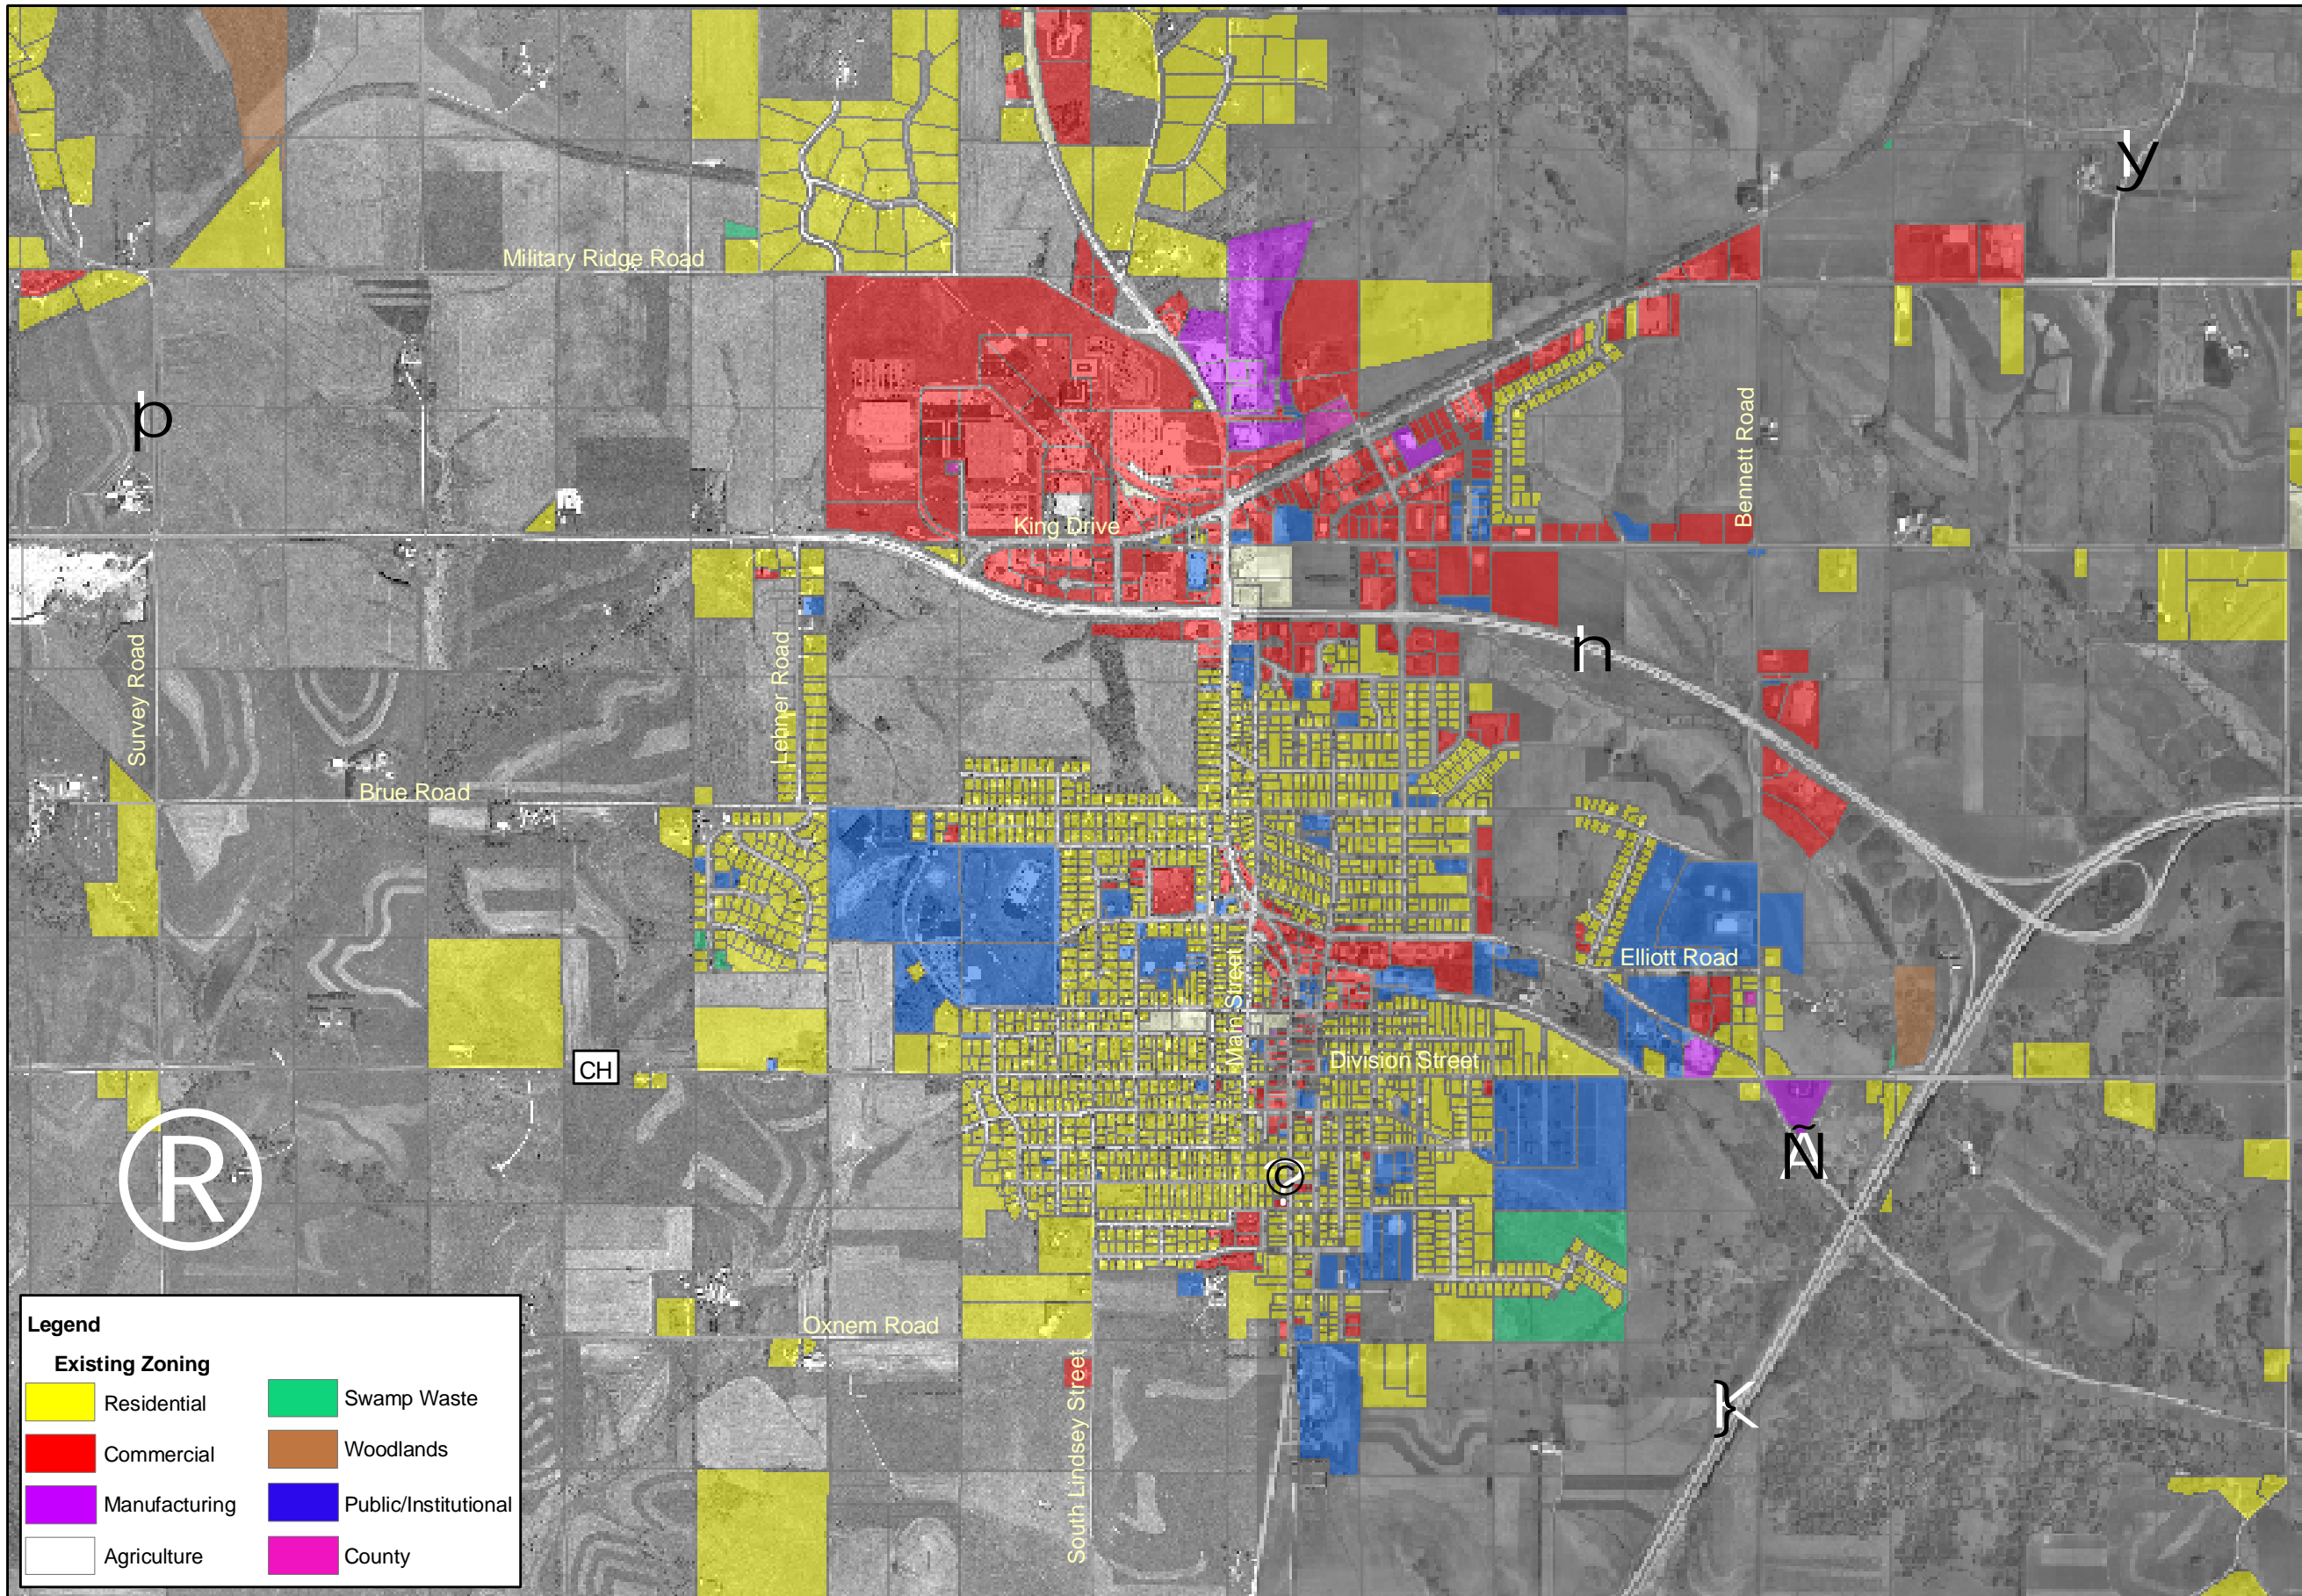 y
Military Ridge Road
p
Bennett Road
King Drive
n
Survey Road
Lehner Road
Brue Road
Main Street
Elliott Road
Division Street
CH
®
©
Ñ
Oxnem Road
South Lindsey Street
}
Legend
Existing Zoning
Residential
Swamp Waste
Commercial
Woodlands
Manufacturing
Public/Institutional
Agriculture
County